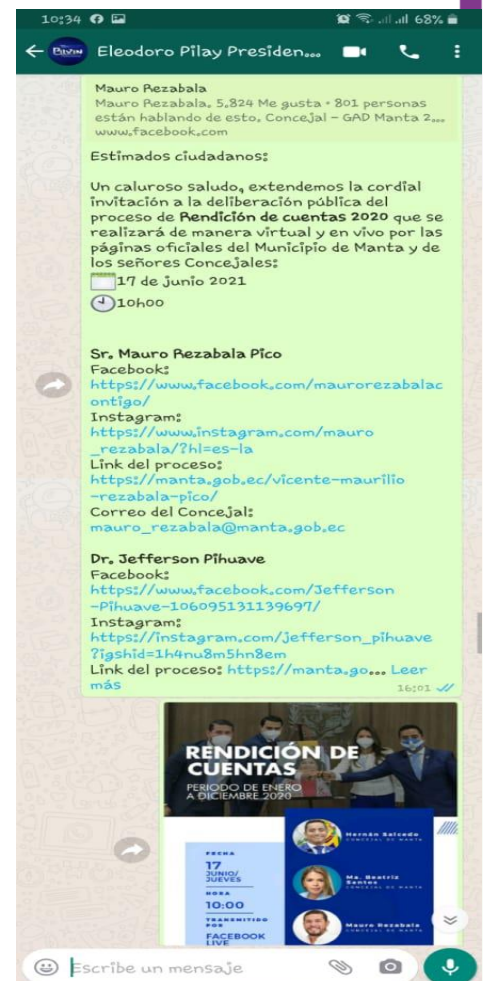 10:34
68%
Eleodoro Pilay Presiden...
Mauro Rezabala
Mauro Rezabala, 5,824 Me gusta · 801 personas
están hablando de esto, Concejal – GAD Manta 2...
www.facebook.com
Estimados ciudadanos:
Un caluroso saludo, extendemos la cordial
invitación a la deliberación pública del
proceso de Rendición de cuentas 2020 que se
realizará de manera virtual y en vivo por las
páginas oficiales del Municipio de Manta y de
los señores Concejales:
17 de junio 2021
10h00
Sr. Mauro Rezabala Pico
Facebook:
https://www.facebook.com/maurorezabalac
ontigo/
Instagram:
https://www.instagram.com/mauro
_rezabala/?hl=es-la
Link del proceso:
https://manta.gob.ec/vicente-maurilio
-rezabala-pico/
Correo del Concejal:
mauro_rezabala@manta.gob.ec
Dr. Jefferson Pihuave
Facebook:
https://www.facebook.com/Jefferson
-Pihuave-106095131139697/
Instagram:
https://instagram.com/jefferson_pihuave
?igshid=1h4nu8m5hn8em
Link del proceso: https://manta.go... Leer
más
16:01
RENDICIÓN DE
CUENTAS
PERIODO DE ENERO
A DICIEMBRE 2020
FECHA
17
JUNIO/
JUEVES
HORA
10:00
TRANSMITIDO
POR
FACEBOOK
LIVE
Hernán Salcedo
CONCEJAL DE MANTA
Ma. Beatriz
Santos
CONCEJAL DE MANTA
Mauro Rezabala
CONCEJAL DE MANTA
Escribe un mensaje